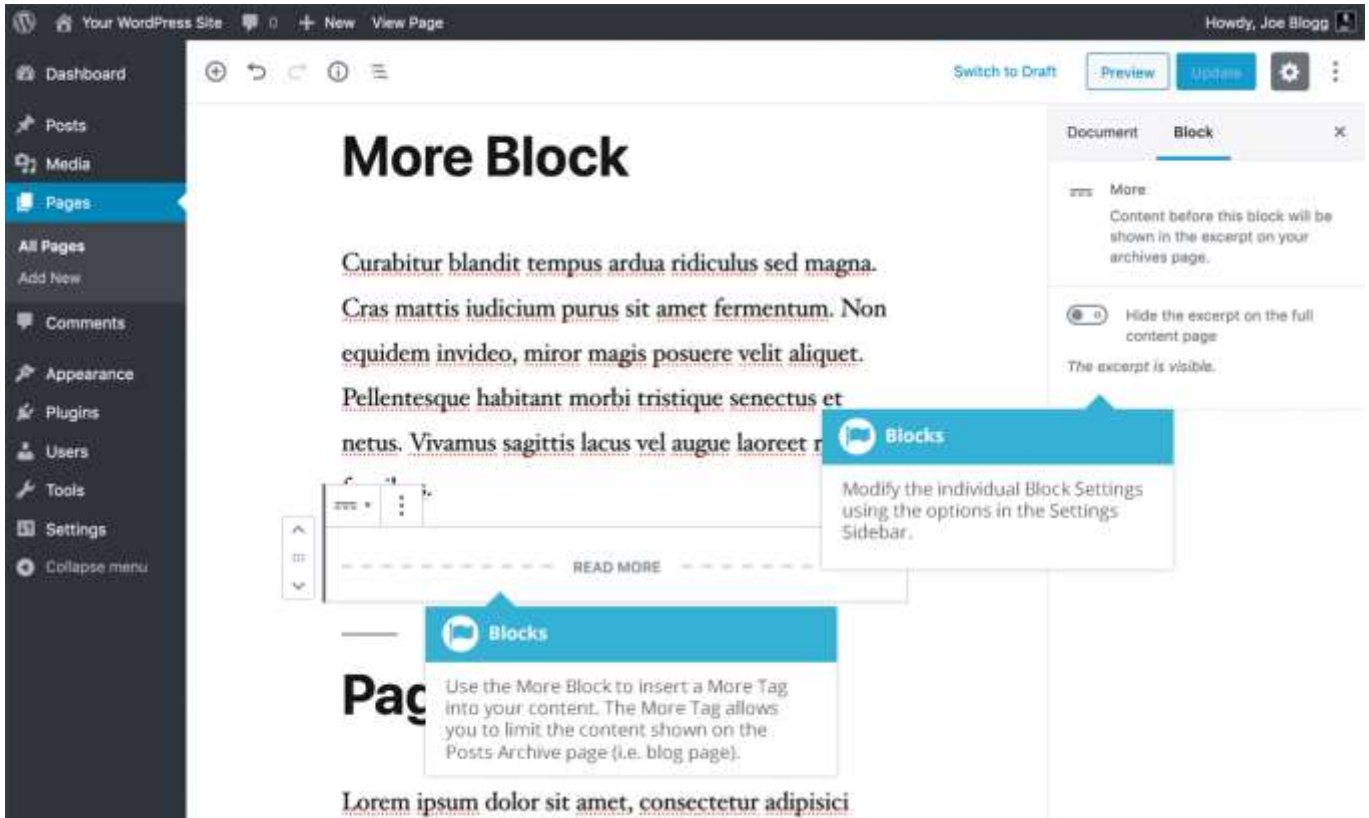 Your WordPress Site 0 + New View Page
Howdy, Joe Blogg
Dashboard
Posts
Media
Pages
All Pages
Add New
Comments
Appearance
Plugins
Users
Tools
Settings
Collapse menu
Switch to Draft
Preview
Update
More Block
Curabitur blandit tempus ardua ridiculus sed magna.
Cras mattis iudicium purus sit amet fermentum. Non
equidem invideo, miror magis posuere velit aliquet.
Pellentesque habitant morbi tristique senectus et
netus. Vivamus sagittis lacus vel augue laoreet
READ MORE
Blocks
Use the More Block to insert a More Tag
into your content. The More Tag allows
you to limit the content shown on the
Posts Archive page (i.e. blog page).
Pag
Lorem ipsum dolor sit amet, consectetur adipisici
Document Block
More
Content before this block will be
shown in the excerpt on your
archives page.
Hide the excerpt on the full
content page
The excerpt is visible.
Blocks
Modify the individual Block Settings
using the options in the Settings
Sidebar.